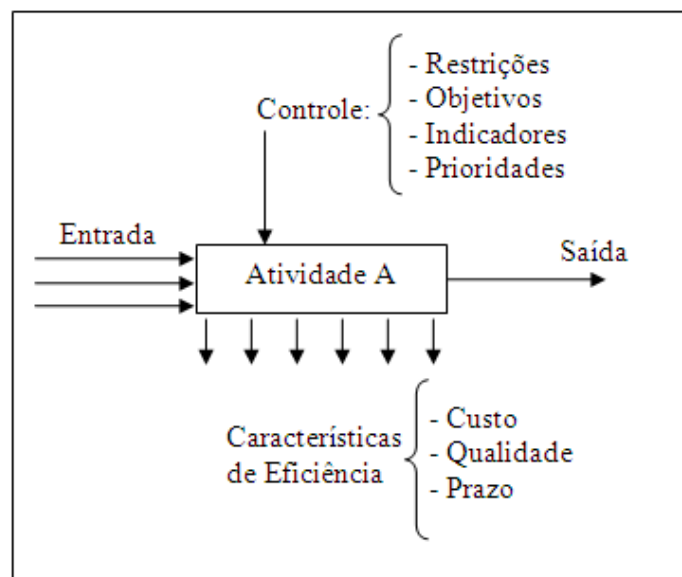 Controle:
- Restrições
- Objetivos
- Indicadores
- Prioridades
Entrada
Atividade A
Saída
Características
de Eficiência
- Custo
- Qualidade
- Prazo